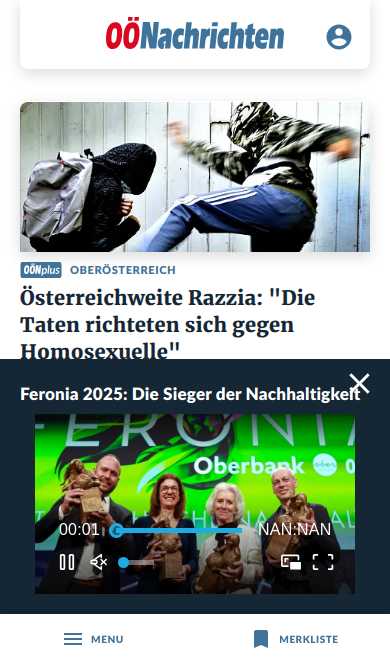 OÖNachrichten
OÖNplus OBERÖSTERREICH
Österreichweite Razzia: "Die
Taten richteten sich gegen
Homosexuelle"
Feronia 2025: Die Sieger der Nachhaltigkeit
FERONIA
Oberbank
00:01
NAN:NAN
MENU
MERKLISTE